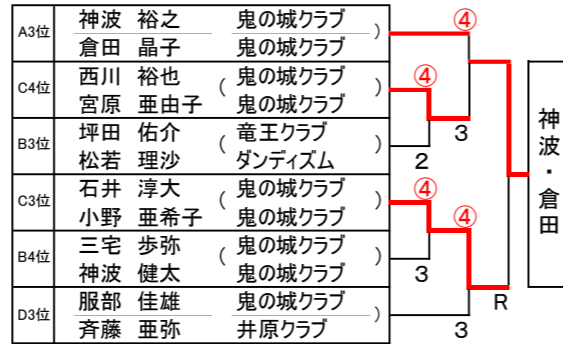 A3位 神波 裕之 鬼の城クラブ
倉田 晶子 鬼の城クラブ )
④
C4位 西川 裕也 ( 鬼の城クラブ )
宮原 亜由子 鬼の城クラブ
④
3
B3位 坪田 佑介 ( 竜王クラブ )
松若 理沙 ダンディズム
2
C3位 石井 淳大 ( 鬼の城クラブ )
小野 亜希子 鬼の城クラブ
④
④
B4位 三宅 歩弥 ( 鬼の城クラブ )
神波 健太 鬼の城クラブ
3
D3位 服部 佳雄 鬼の城クラブ
斉藤 亜弥 井原クラブ )
3
R
神波・倉田